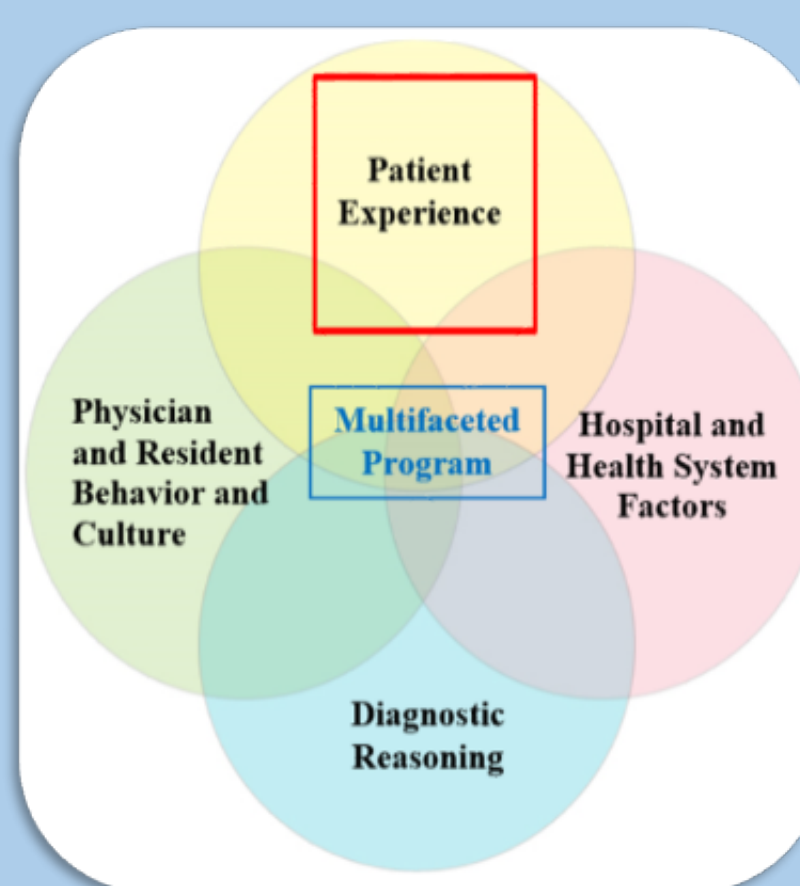 Patient
Experience
Physician
and Resident
Behavior and
Culture
Multifaceted
Program
Hospital and
Health System
Factors
Diagnostic
Reasoning